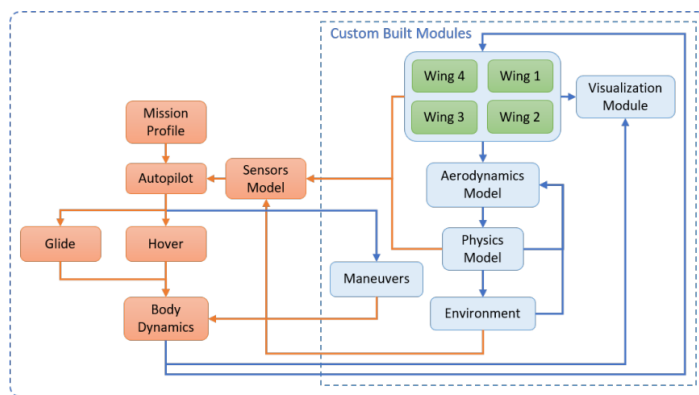 Custom Built Modules
Wing 4
Wing 1
Wing 3
Wing 2
Visualization
Module
Mission
Profile
Autopilot
Sensors
Model
Aerodynamics
Model
Glide
Hover
Physics
Model
Maneuvers
Body
Dynamics
Environment